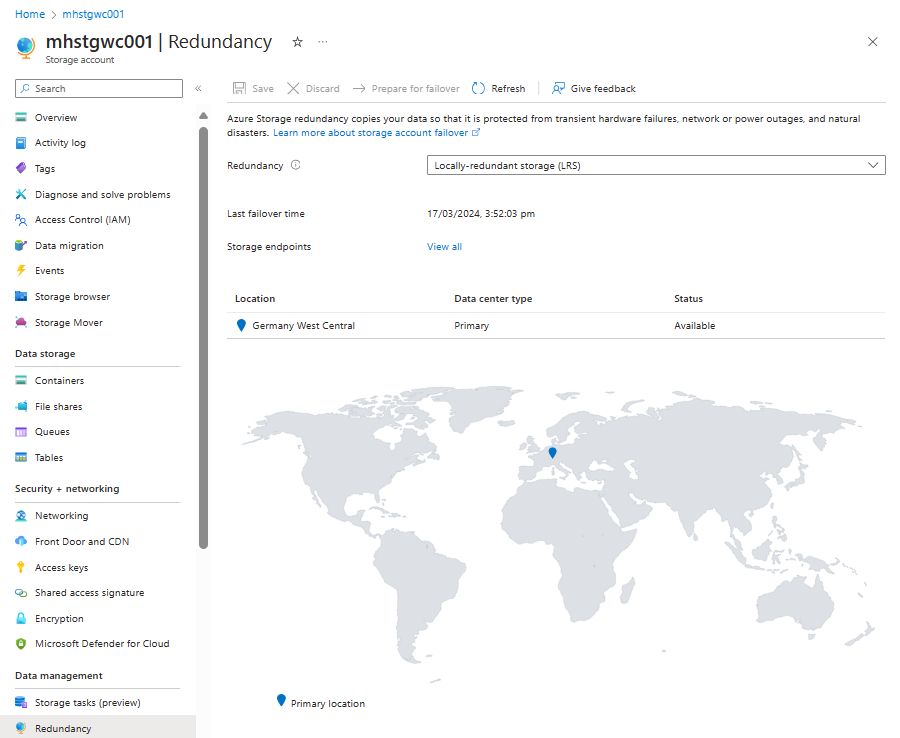 Home > mhstgwc001
mhstgwc001 | Redundancy
Storage account
Search
Overview
Activity log
Tags
Diagnose and solve problems
Access Control (IAM)
Data migration
Events
Storage browser
Storage Mover
Data storage
Containers
File shares
Queues
Tables
Security + networking
Networking
Front Door and CDN
Access keys
Shared access signature
Encryption
Microsoft Defender for Cloud
Data management
Storage tasks (preview)
Redundancy
Save Discard Prepare for failover Refresh Give feedback
Azure Storage redundancy copies your data so that it is protected from transient hardware failures, network or power outages, and natural
disasters. Learn more about storage account failover
Redundancy Locally-redundant storage (LRS)
Last failover time 17/03/2024, 3:52:03 pm
Storage endpoints View all
Location Data center type Status
Germany West Central Primary Available
Primary location